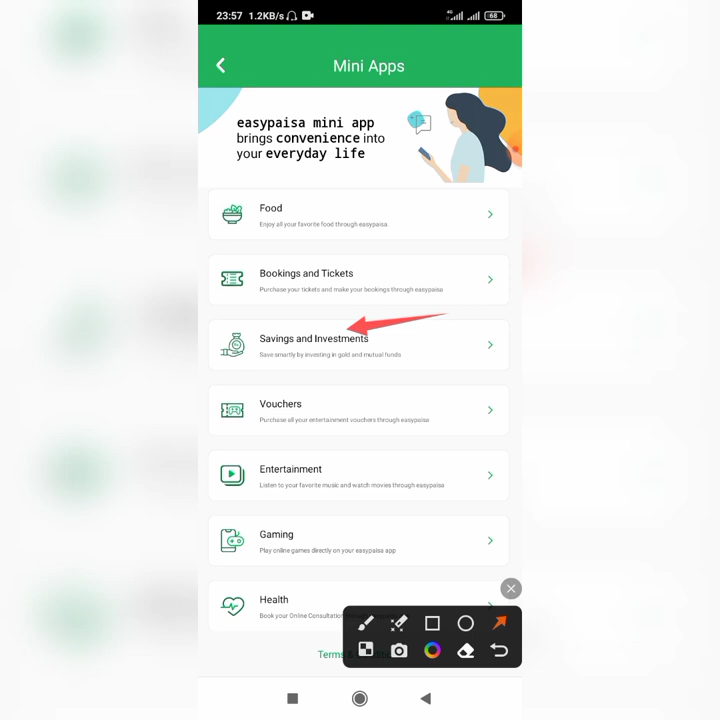 23:57 1.2KB/s 4G 68
Mini Apps
easypaisa mini app
brings convenience into
your everyday life
Food
Enjoy all your favorite food through easypaisa.
Bookings and Tickets
Purchase your tickets and make your bookings through easypaisa
Savings and Investments
Save smartly by investing in gold and mutual funds
Vouchers
Purchase all your entertainment vouchers through easypaisa
Entertainment
Listen to your favorite music and watch movies through easypaisa
Gaming
Play online games directly on your easypaisa app
Health
Book your Online Consultation
Terms